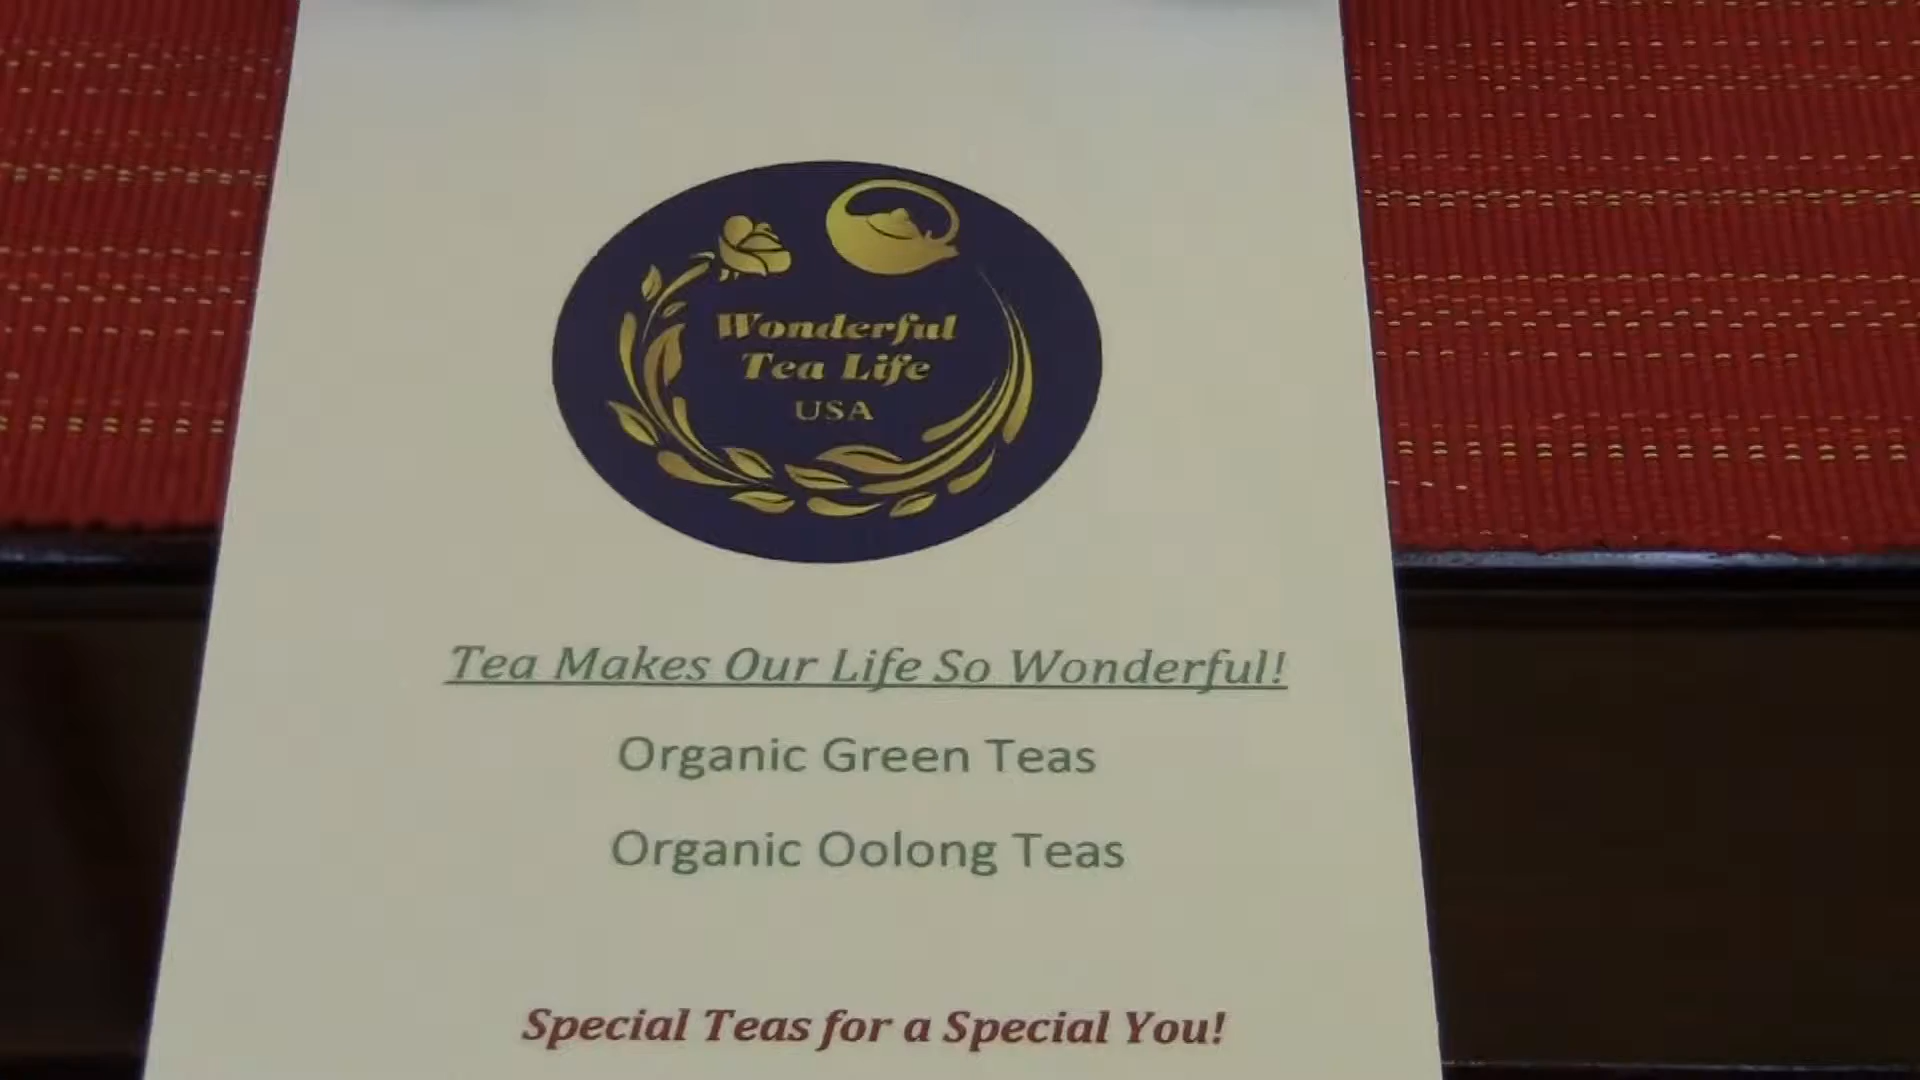 Wonderful
Tea Life
USA
Tea Makes Our Life So Wonderful!
Organic Green Teas
Organic Oolong Teas
Special Teas for a Special You!